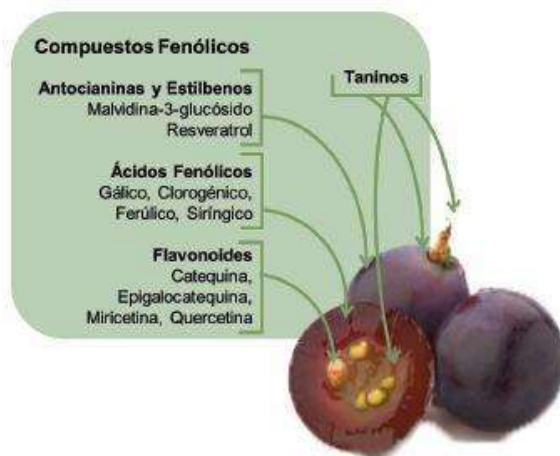 Compuestos Fenólicos
Antocianinas y Estilbenos
Malvidina-3-glucósido
Resveratrol
Ácidos Fenólicos
Gálico, Clorogénico,
Ferúlico, Siríngico
Flavonoides
Catequina,
Epigalocatequina,
Miricetina, Quercetina
Taninos